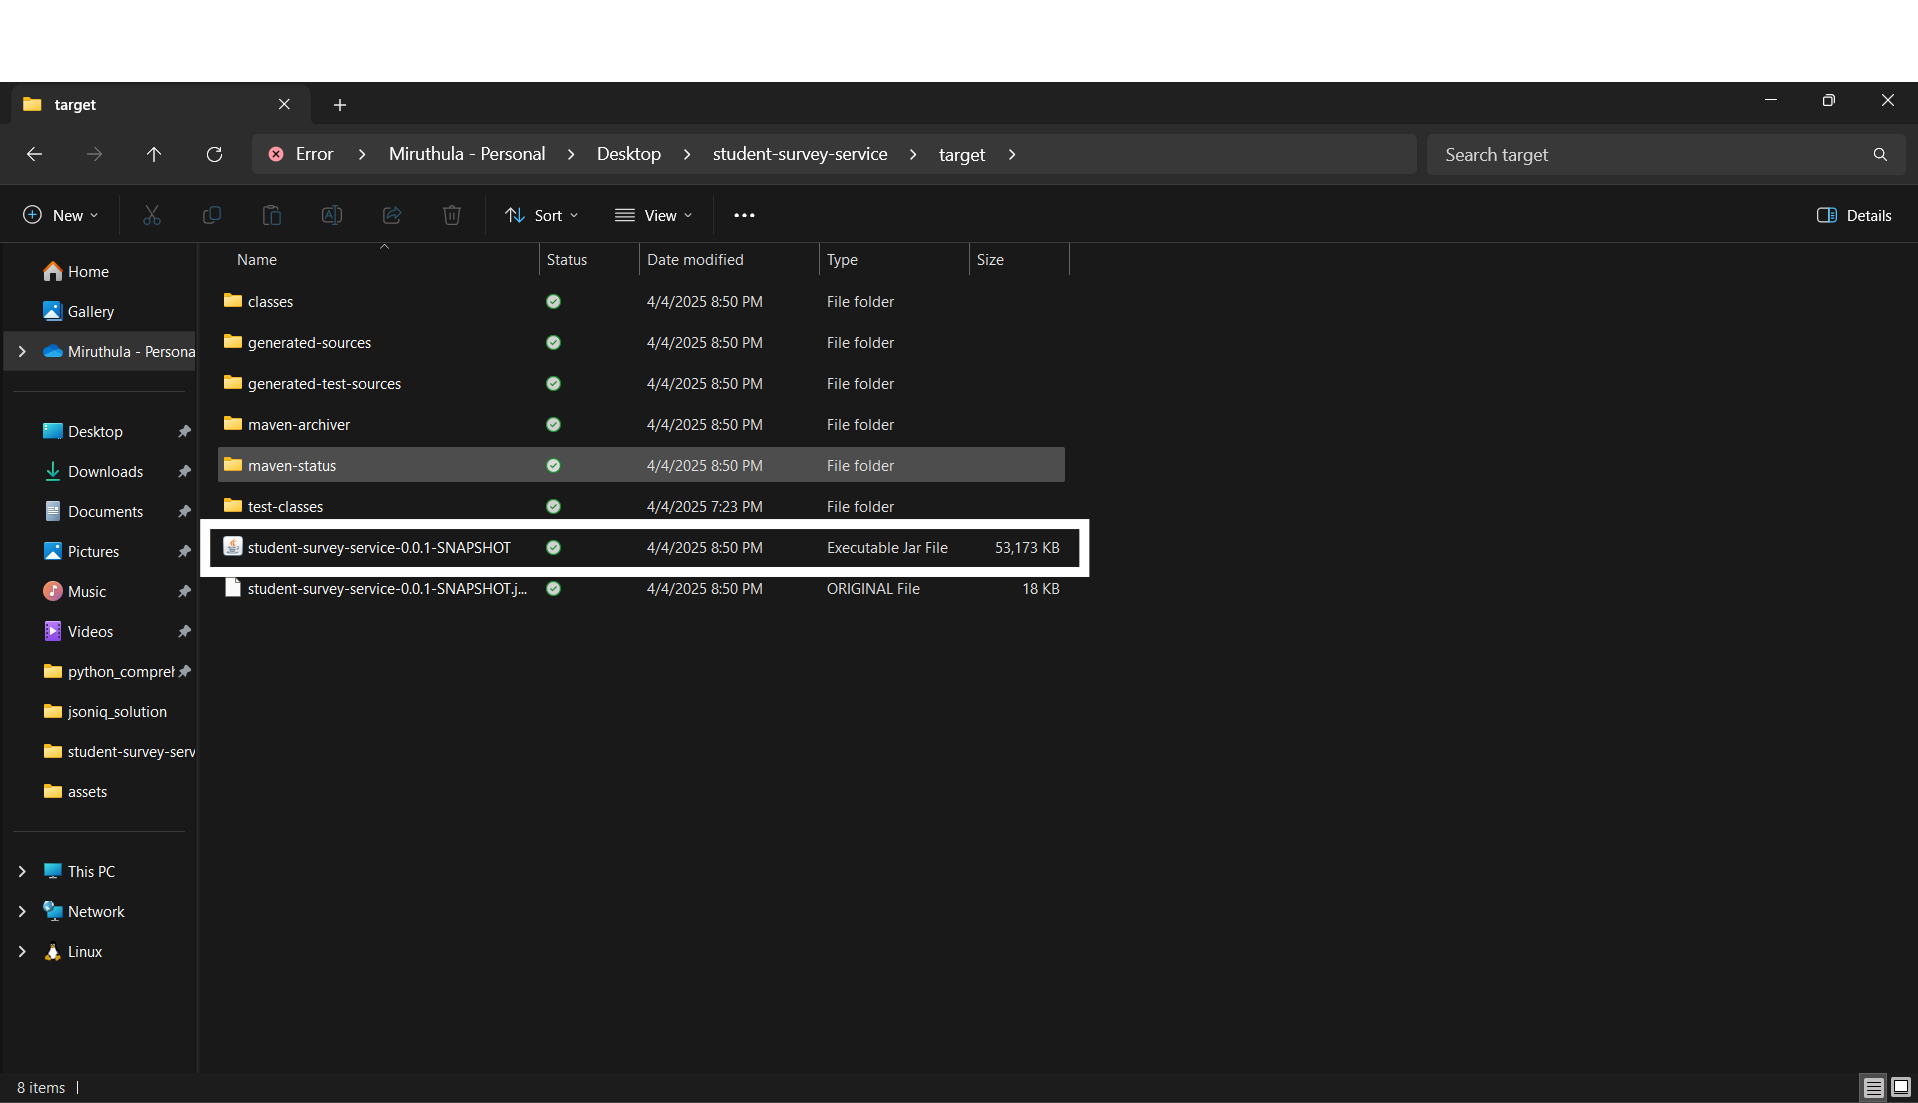 target
Error > Miruthula - Personal > Desktop > student-survey-service > target >
Search target
New
Sort
View
Details
Name Status Date modified Type Size
classes 4/4/2025 8:50 PM File folder
generated-sources 4/4/2025 8:50 PM File folder
generated-test-sources 4/4/2025 8:50 PM File folder
maven-archiver 4/4/2025 8:50 PM File folder
maven-status 4/4/2025 8:50 PM File folder
test-classes 4/4/2025 7:23 PM File folder
student-survey-service-0.0.1-SNAPSHOT 4/4/2025 8:50 PM Executable Jar File 53,173 KB
student-survey-service-0.0.1-SNAPSHOT.j... 4/4/2025 8:50 PM ORIGINAL File 18 KB
Home
Gallery
Miruthula - Persona
Desktop
Downloads
Documents
Pictures
Music
Videos
python_compreh
jsoniq_solution
student-survey-serv
assets
This PC
Network
Linux
8 items